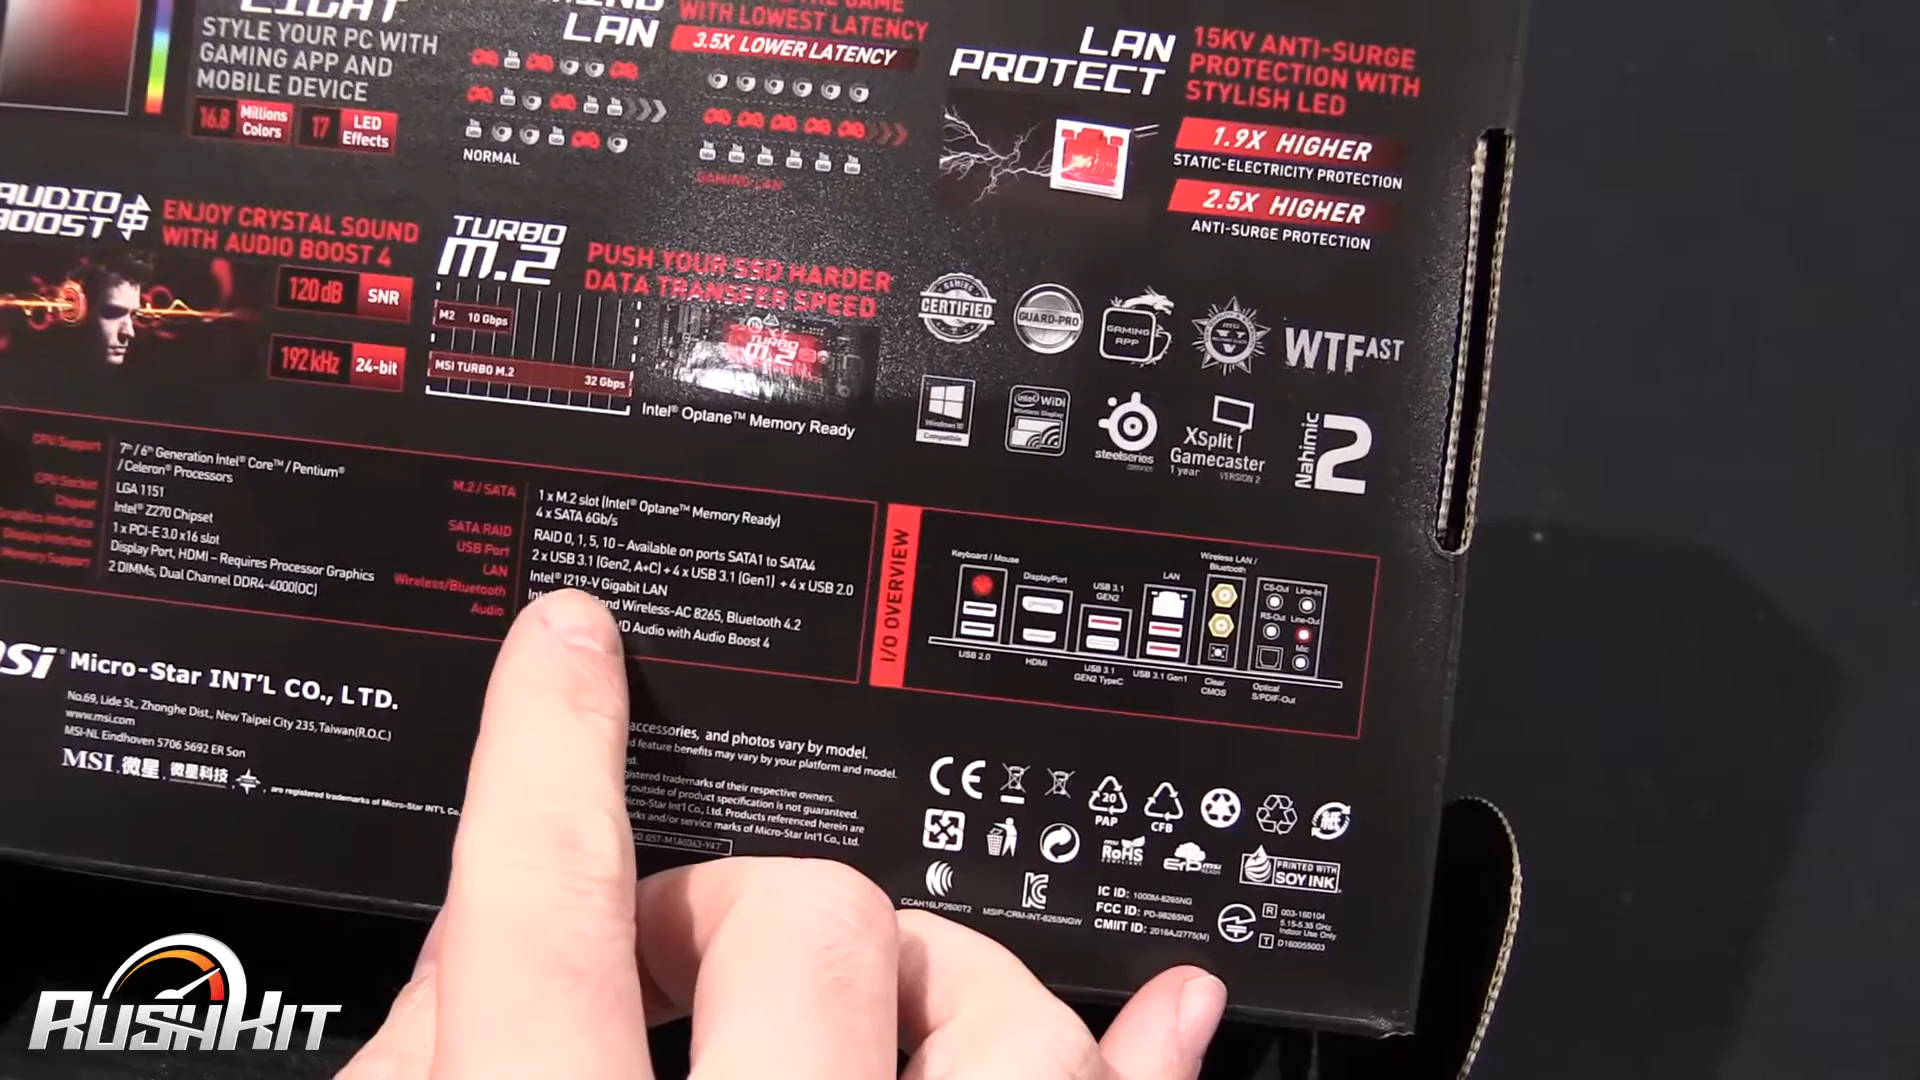 LIGHT
STYLE YOUR PC WITH
GAMING APP AND
MOBILE DEVICE
16.8 Millions Colors
17 LED Effects
LAN
WITH LOWEST LATENCY
3.5X LOWER LATENCY
NORMAL
GAMING LAN
LAN
PROTECT
15KV ANTI-SURGE
PROTECTION WITH
STYLISH LED
1.9X HIGHER
STATIC-ELECTRICITY PROTECTION
2.5X HIGHER
ANTI-SURGE PROTECTION
AUDIO
BOOST
ENJOY CRYSTAL SOUND
WITH AUDIO BOOST 4
120dB SNR
192kHz 24-bit
TURBO
M.2
PUSH YOUR SSD HARDER
DATA TRANSFER SPEED
M2 10 Gbps
MSI TURBO M.2 32 Gbps
TURBO
M.2
Intel® Optane™ Memory Ready
GAMING
CERTIFIED
GUARD-PRO
GAMING
APP
WTFAST
Windows 10
Compatible
intel WiDi
Wireless Display
steelseries
XSplit |
Gamecaster
1 year VERSION 2
Nahimic 2
CPU Support
7th / 6th Generation Intel® Core™ / Pentium®
/ Celeron® Processors
CPU Socket
LGA 1151
Chipset
Intel® Z270 Chipset
Graphics Interface
1 x PCI-E 3.0 x16 slot
Display Interface
Display Port, HDMI – Requires Processor Graphics
Memory Support
2 DIMMs, Dual Channel DDR4-4000(OC)
M.2 / SATA
1 x M.2 slot (Intel® Optane™ Memory Ready)
4 x SATA 6Gb/s
SATA RAID
RAID 0, 1, 5, 10 – Available on ports SATA1 to SATA4
USB Port
2 x USB 3.1 (Gen2, A+C) + 4 x USB 3.1 (Gen1) + 4 x USB 2.0
LAN
Intel® I219-V Gigabit LAN
Wireless/Bluetooth
Wireless-AC 8265, Bluetooth 4.2
Audio
HD Audio with Audio Boost 4
I/O OVERVIEW
Keyboard / Mouse
DisplayPort
USB 3.1
GEN2
LAN
Wireless LAN /
Bluetooth
CS-Out Line-In
RS-Out Line-Out
Mic
USB 2.0
HDMI
USB 3.1
GEN2 TypeC
USB 3.1 Gen1
Clear
CMOS
Optical
S/PDIF-Out
msi Micro-Star INT'L CO., LTD.
No.69, Lide St., Zhonghe Dist., New Taipei City 235, Taiwan(R.O.C.)
www.msi.com
MSI-NL Eindhoven 5706 5692 ER Son
MSI, 微星, 微星科技, , are registered trademarks of Micro-Star INT'L Co.,
accessories, and photos vary by model.
feature benefits may vary by your platform and model.
trademarks of their respective owners.
outside of product specification is not guaranteed.
Micro-Star Int'l Co., Ltd. Products referenced herein are
and/or service marks of Micro-Star Int'l Co., Ltd.
G57-M1A0363-Y47
CE
20
PAP
CFB
紙
RoHS
COMPLIANT
ErP msi
READY
PRINTED WITH
SOY INK
CCAH16LP2600T2
MSIP-CRM-INT-8265NGW
IC ID: 1000M-8265NG
FCC ID: PD-98265NG
CMIIT ID: 2016AJ2775(M)
R 003-160104
5.15-5.35 GHz
Indoor Use Only
T D160055003
RUSHKIT